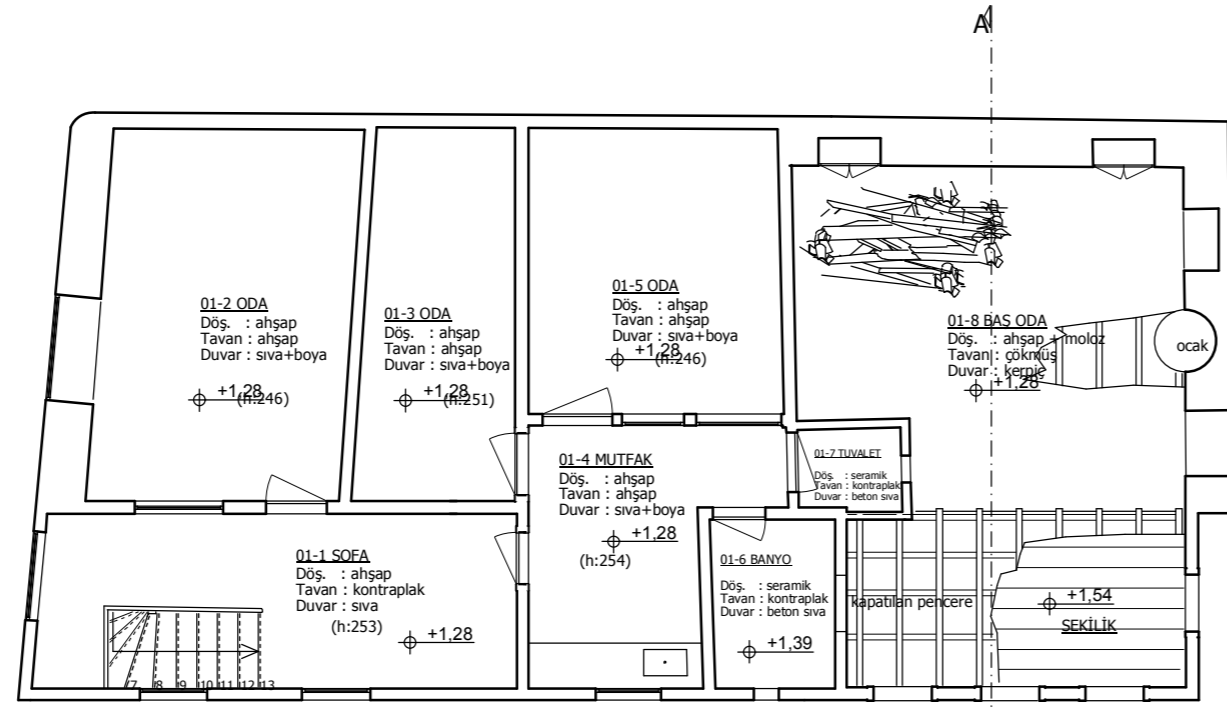 A
01-2 ODA
Döş. : ahşap
Tavan : ahşap
Duvar : sıva+boya
+1,28
(h:246)
01-3 ODA
Döş. : ahşap
Tavan : ahşap
Duvar : sıva+boya
+1,28
(h:251)
01-5 ODA
Döş. : ahşap
Tavan : ahşap
Duvar : sıva+boya
+1,28
(h:246)
01-8 BAŞ ODA
Döş. : ahşap + moloz
Tavan : çökmüş
Duvar : kerpiç
+1,28
ocak
01-4 MUTFAK
Döş. : ahşap
Tavan : ahşap
Duvar : sıva+boya
+1,28
(h:254)
01-7 TUVALET
Döş. : seramik
Tavan : kontraplak
Duvar : beton sıva
01-1 SOFA
Döş. : ahşap
Tavan : kontraplak
Duvar : sıva
(h:253)
+1,28
7 8 9 10 11 12 13
01-6 BANYO
Döş. : seramik
Tavan : kontraplak
Duvar : beton sıva
+1,39
kapatılan pencere
+1,54
SEKİLİK